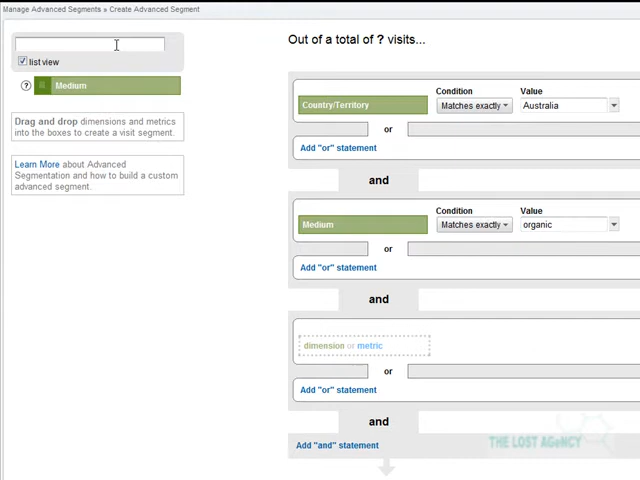 Manage Advanced Segments » Create Advanced Segment
list view
? Medium
Drag and drop dimensions and metrics
into the boxes to create a visit segment.
Learn More about Advanced
Segmentation and how to build a custom
advanced segment.
Out of a total of ? visits...
Condition Value
Country/Territory Matches exactly Australia
or
Add "or" statement
and
Condition Value
Medium Matches exactly organic
or
Add "or" statement
and
dimension or metric
or
Add "or" statement
and
Add "and" statement
THE LOST AGeNCY